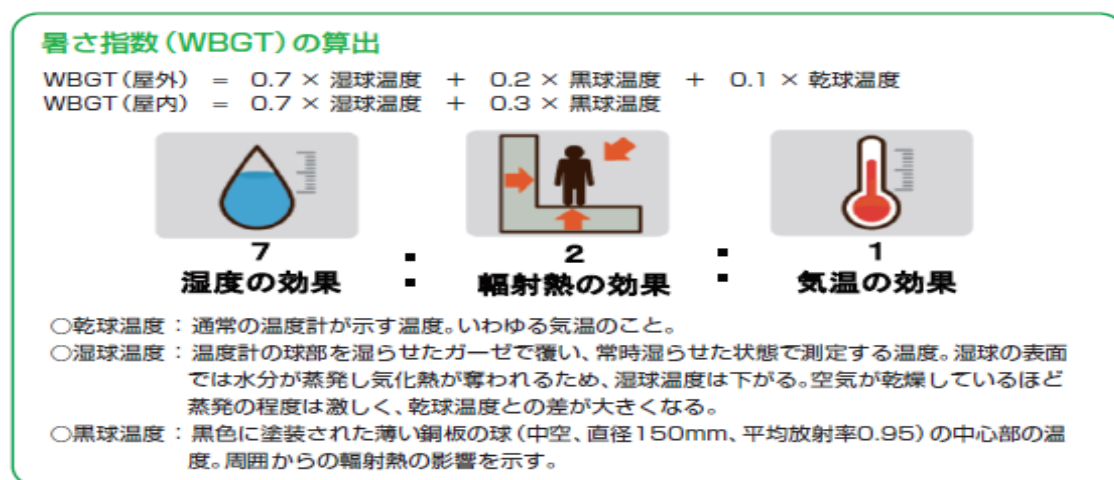 暑さ指数(WBGT)の算出
WBGT(屋外) = 0.7 × 湿球温度 + 0.2 × 黒球温度 + 0.1 × 乾球温度
WBGT(屋内) = 0.7 × 湿球温度 + 0.3 × 黒球温度
7 : 2 : 1
湿度の効果 : 輻射熱の効果 : 気温の効果
○乾球温度:通常の温度計が示す温度。いわゆる気温のこと。
○湿球温度:温度計の球部を湿らせたガーゼで覆い、常時湿らせた状態で測定する温度。湿球の表面
では水分が蒸発し気化熱が奪われるため、湿球温度は下がる。空気が乾燥しているほど
蒸発の程度は激しく、乾球温度との差が大きくなる。
○黒球温度:黒色に塗装された薄い銅板の球(中空、直径150mm、平均放射率0.95)の中心部の温
度。周囲からの輻射熱の影響を示す。